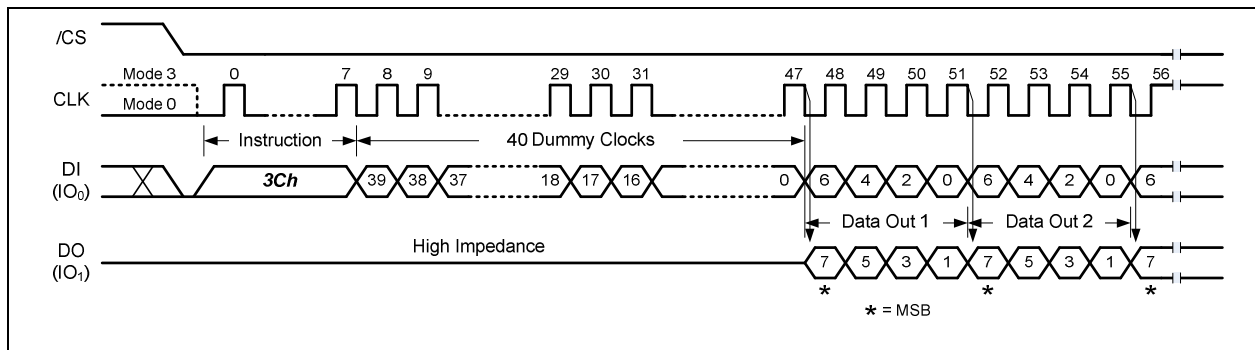 /CS
Mode 3 0 7 8 9 29 30 31 47 48 49 50 51 52 53 54 55 56
CLK Mode 0
Instruction 40 Dummy Clocks
DI (IO0) 3Ch 39 38 37 18 17 16 0 6 4 2 0 6 4 2 0 6
Data Out 1 Data Out 2
High Impedance
DO (IO1) 7 5 3 1 7 5 3 1 7
* * *
* = MSB